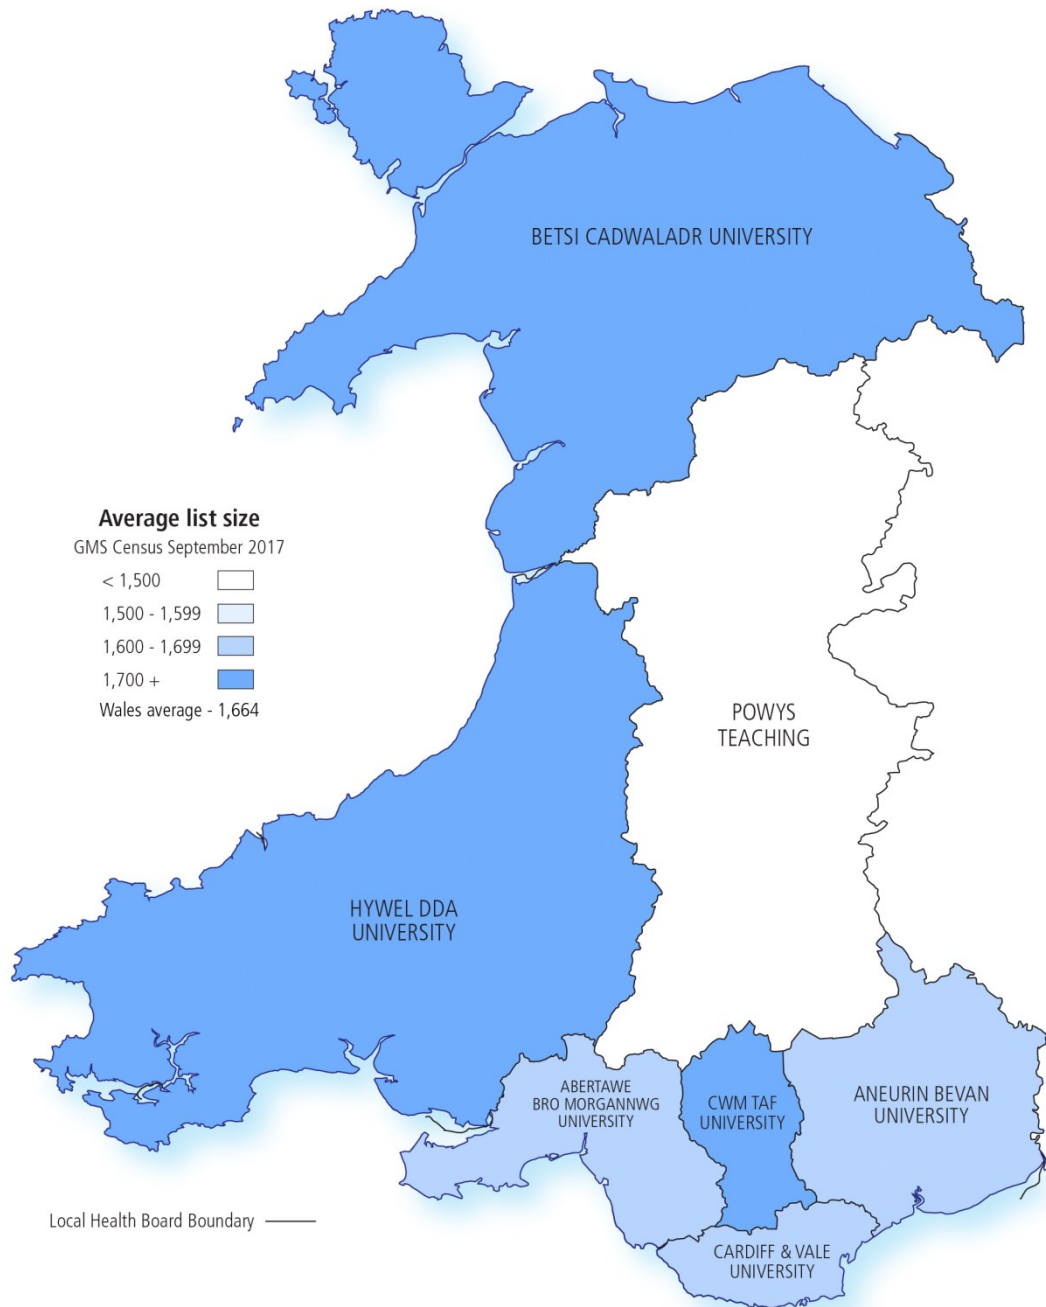 BETSI CADWALADR UNIVERSITY
Average list size
GMS Census September 2017
< 1,500
1,500 - 1,599
1,600 - 1,699
1,700 +
Wales average - 1,664
POWYS
TEACHING
HYWEL DDA
UNIVERSITY
ABERTAWE
BRO MORGANNWG
UNIVERSITY
CWM TAF
UNIVERSITY
ANEURIN BEVAN
UNIVERSITY
Local Health Board Boundary
CARDIFF & VALE
UNIVERSITY